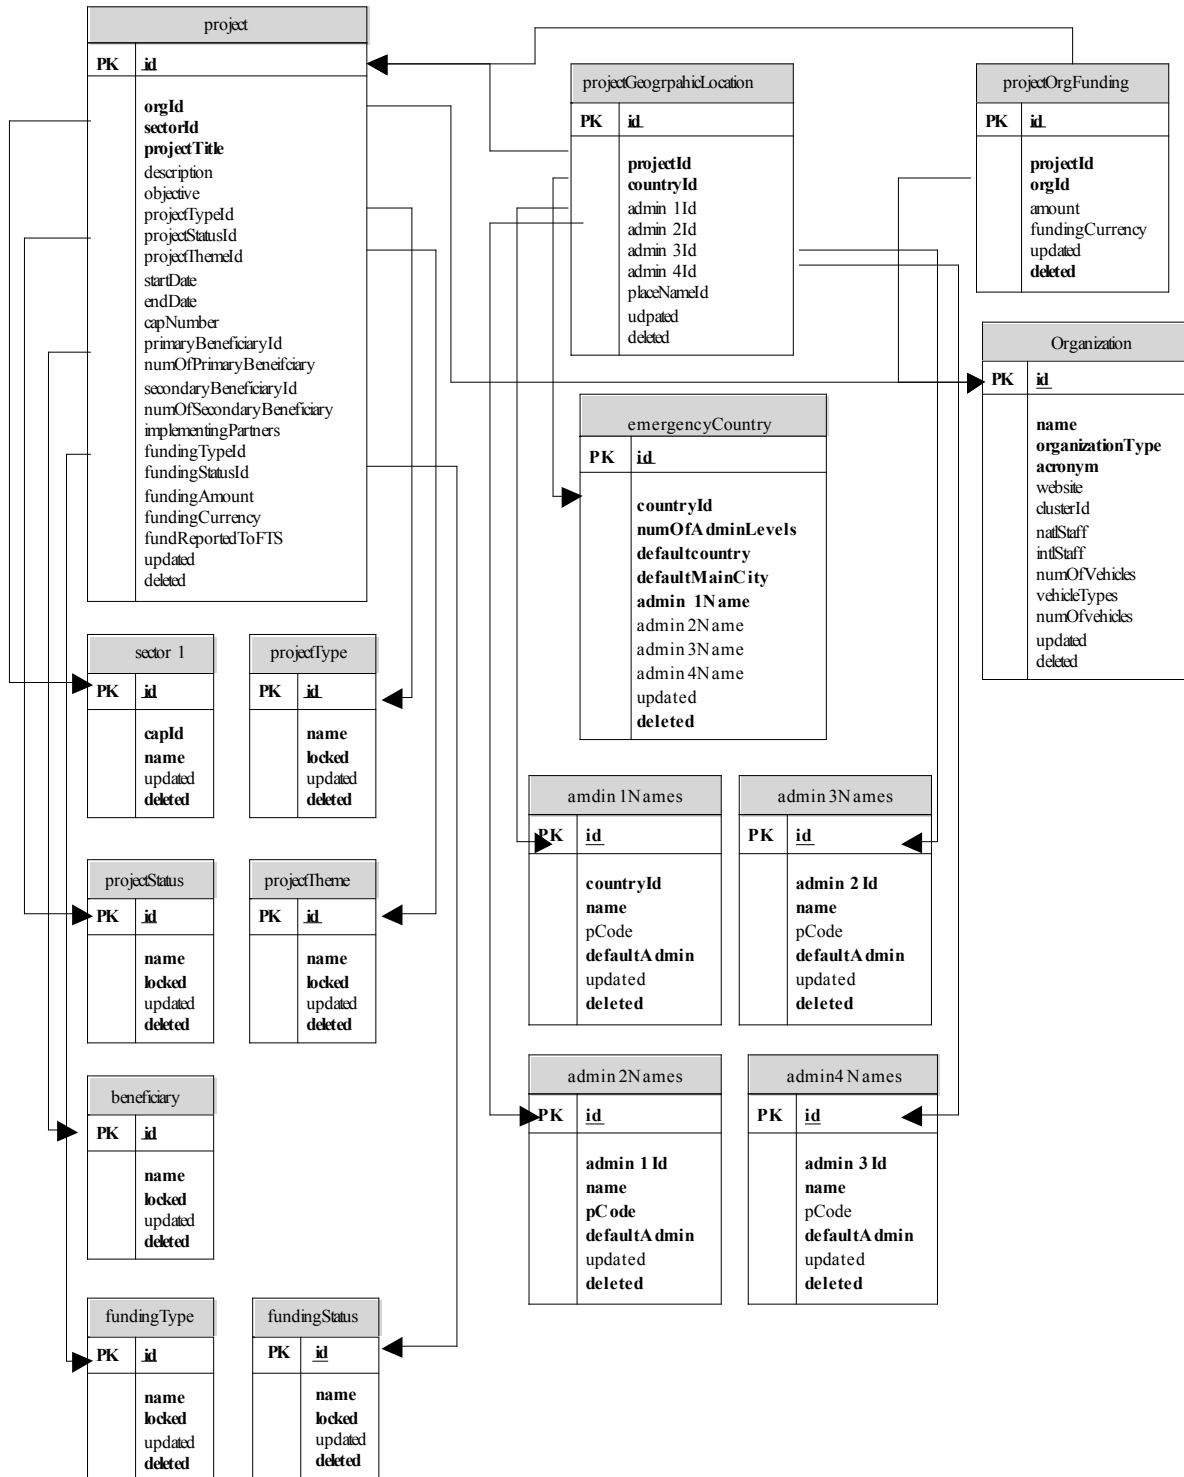 project
PK id
orgId
sectorId
projectTitle
description
objective
projectTypeId
projectStatusId
projectThemeId
startDate
endDate
capNumber
primaryBeneficiaryId
numOfPrimaryBeneifciary
secondaryBeneficiaryId
numOfSecondaryBeneficiary
implementingPartners
fundingTypeId
fundingStatusId
fundingAmount
fundingCurrency
fundReportedToFTS
updated
deleted
projectGeogrpahicLocation
PK id
projectId
countryId
admin 1Id
admin 2Id
admin 3Id
admin 4Id
placeNameId
udpated
deleted
projectOrgFunding
PK id
projectId
orgId
amount
fundingCurrency
updated
deleted
Organization
PK id
name
organizationType
acronym
website
clusterId
natlStaff
intlStaff
numOfVehicles
vehicleTypes
numOfvehicles
updated
deleted
emergencyCountry
PK id
countryId
numOfAdminLevels
defaultcountry
defaultMainCity
admin 1Name
admin2Name
admin3Name
admin4Name
updated
deleted
sector 1
PK id
capId
name
updated
deleted
projectType
PK id
name
locked
updated
deleted
projectStatus
PK id
name
locked
updated
deleted
projectTheme
PK id
name
locked
updated
deleted
amdin 1Names
PK id
countryId
name
pCode
defaultAdmin
updated
deleted
admin 3Names
PK id
admin 2 Id
name
pCode
defaultAdmin
updated
deleted
admin 2Names
PK id
admin 1 Id
name
pCode
defaultAdmin
updated
deleted
admin4 Names
PK id
admin 3 Id
name
pCode
defaultAdmin
updated
deleted
beneficiary
PK id
name
locked
updated
deleted
fundingType
PK id
name
locked
updated
deleted
fundingStatus
PK id
name
locked
updated
deleted